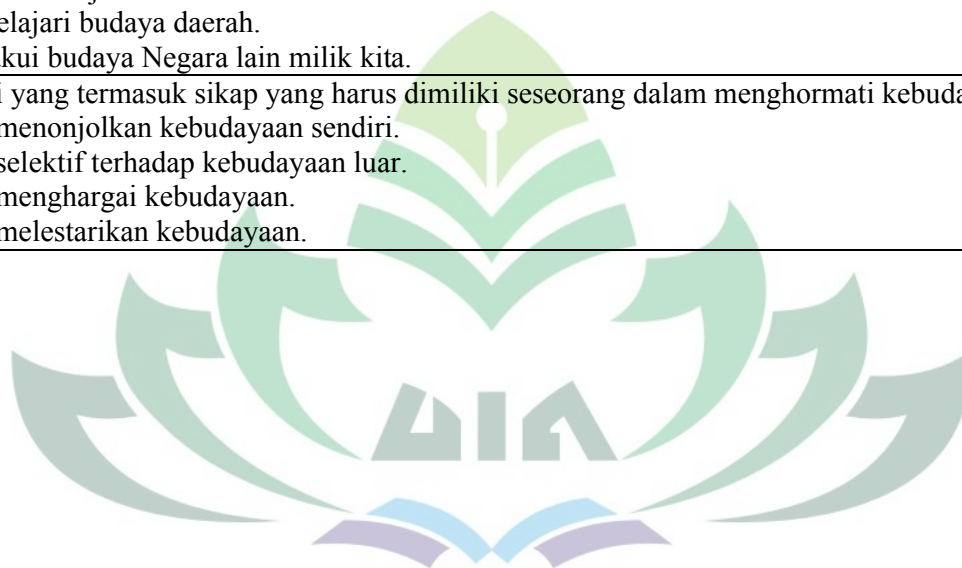 elajari budaya daerah.
kui budaya Negara lain milik kita.
i yang termasuk sikap yang harus dimiliki seseorang dalam menghormati kebuda
menonjolkan kebudayaan sendiri.
selektif terhadap kebudayaan luar.
menghargai kebudayaan.
melestarikan kebudayaan.
UIN